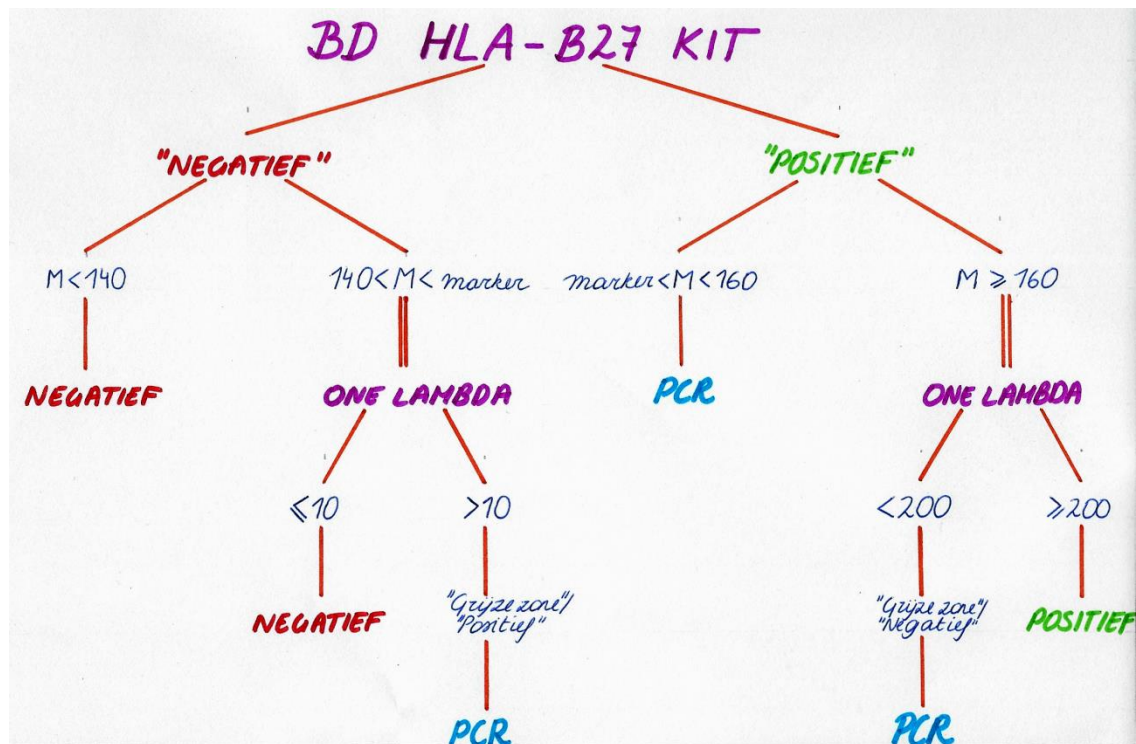 BD HLA-B27 KIT
"NEGATIEF" "POSITIEF"
M<140 140<M< marker marker<M<160 M ⩾ 160
NEGATIEF ONE LAMBDA PCR ONE LAMBDA
⩽10 >10 <200 ⩾200
NEGATIEF "Grijze zone"/ "Grijze zone"/ POSITIEF
"Positief" "Negatief"
PCR PCR